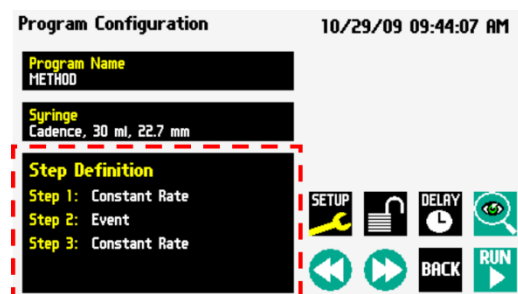 Program Configuration
10/29/09 09:44:07 AM
Program Name
METHOD
Syringe
Cadence, 30 ml, 22.7 mm
Step Definition
Step 1: Constant Rate
Step 2: Event
Step 3: Constant Rate
SETUP
DELAY
BACK
RUN